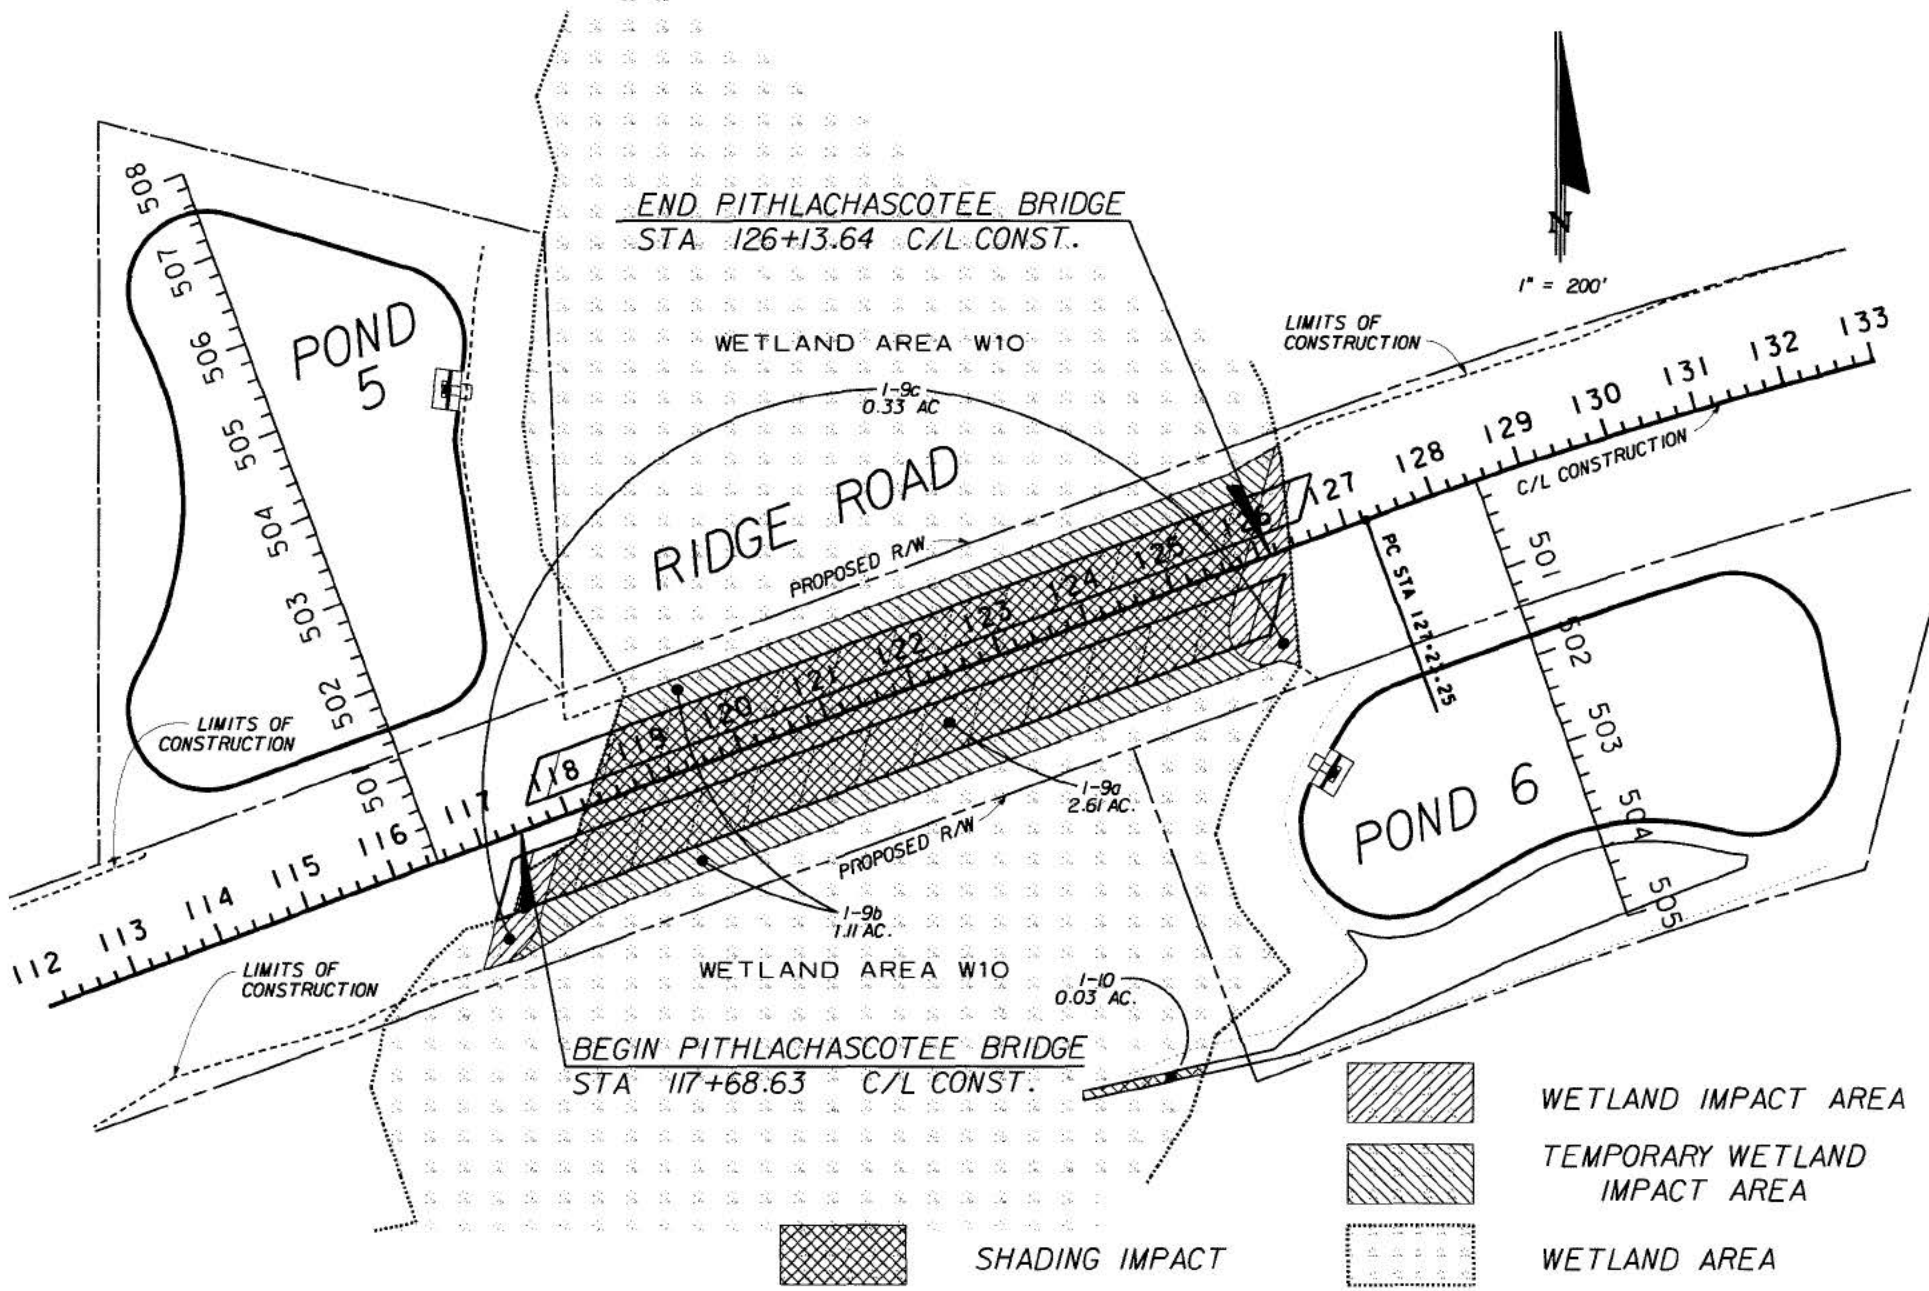 END PITHLACHASCOTEE BRIDGE
STA 126+13.64 C/L CONST.
N
1" = 200'
508
507
506
505
504
503
502
501
POND
5
WETLAND AREA W10
1-9c
0.33 AC
LIMITS OF
CONSTRUCTION
RIDGE ROAD
PROPOSED R/W
C/L CONSTRUCTION
112
113
114
115
116
117
118
119
120
121
122
123
124
125
126
127
128
129
130
131
132
133
PC STA 127+21.25
501
502
503
504
505
LIMITS OF
CONSTRUCTION
1-9a
2.61 AC.
POND 6
PROPOSED R/W
1-9b
1.11 AC.
LIMITS OF
CONSTRUCTION
WETLAND AREA W10
1-10
0.03 AC.
BEGIN PITHLACHASCOTEE BRIDGE
STA 117+68.63 C/L CONST.
WETLAND IMPACT AREA
TEMPORARY WETLAND
IMPACT AREA
SHADING IMPACT
WETLAND AREA